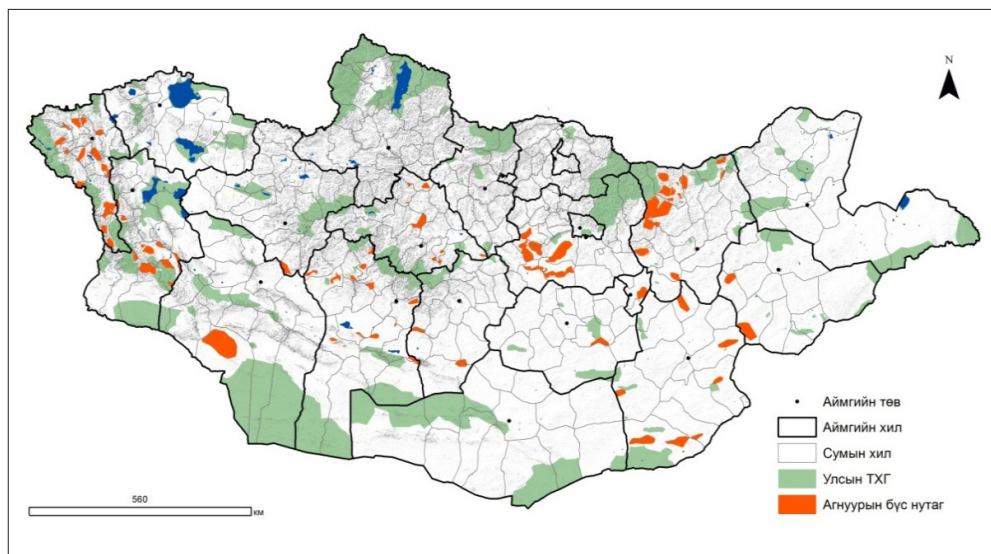 N
Аймгийн төв
Аймгийн хил
Сумын хил
Улсын ТХГ
Агнуурын бүс нутаг
560
км